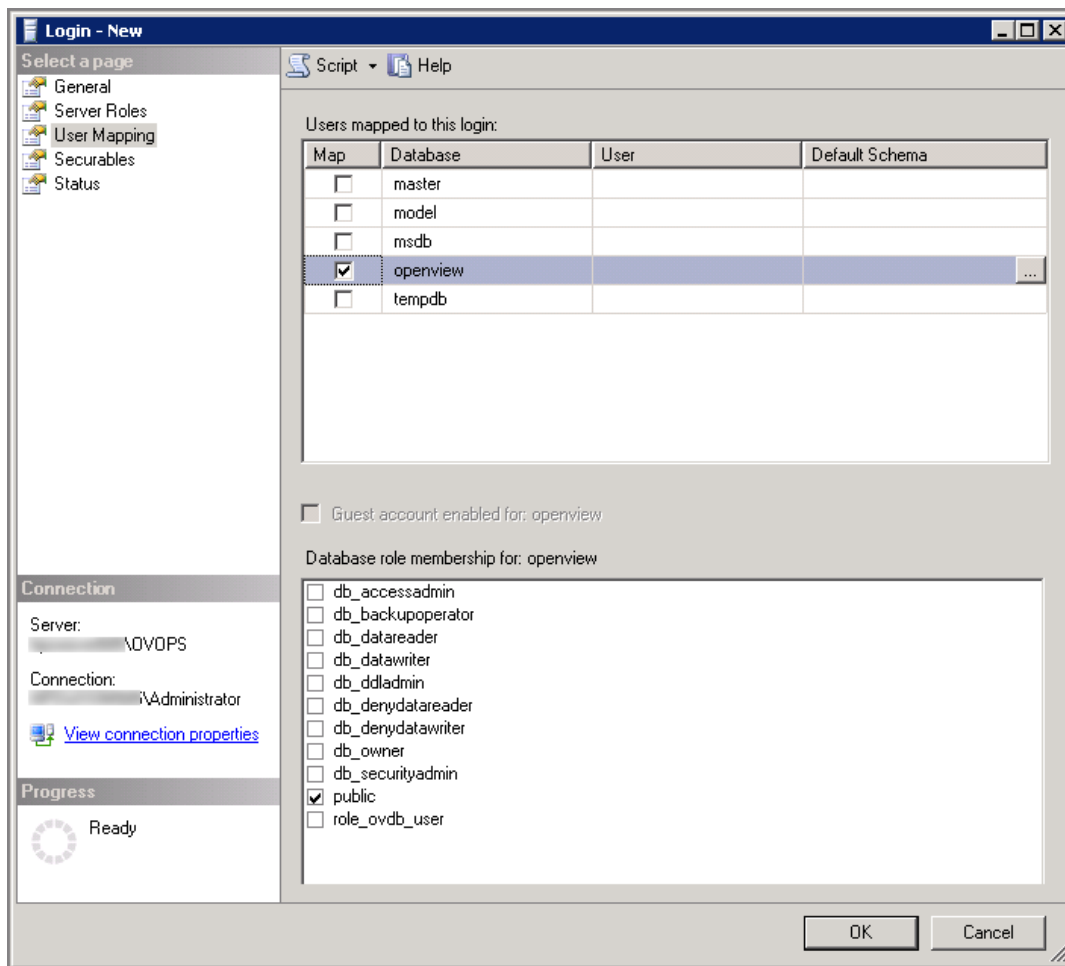 Login - New
Select a page
General
Server Roles
User Mapping
Securables
Status
Script Help
Users mapped to this login:
Map Database User Default Schema
master
model
msdb
openview ...
tempdb
Guest account enabled for: openview
Database role membership for: openview
db_accessadmin
db_backupoperator
db_datareader
db_datawriter
db_ddladmin
db_denydatareader
db_denydatawriter
db_owner
db_securityadmin
public
role_ovdb_user
Connection
Server:
\OVOPS
Connection:
\Administrator
View connection properties
Progress
Ready
OK Cancel